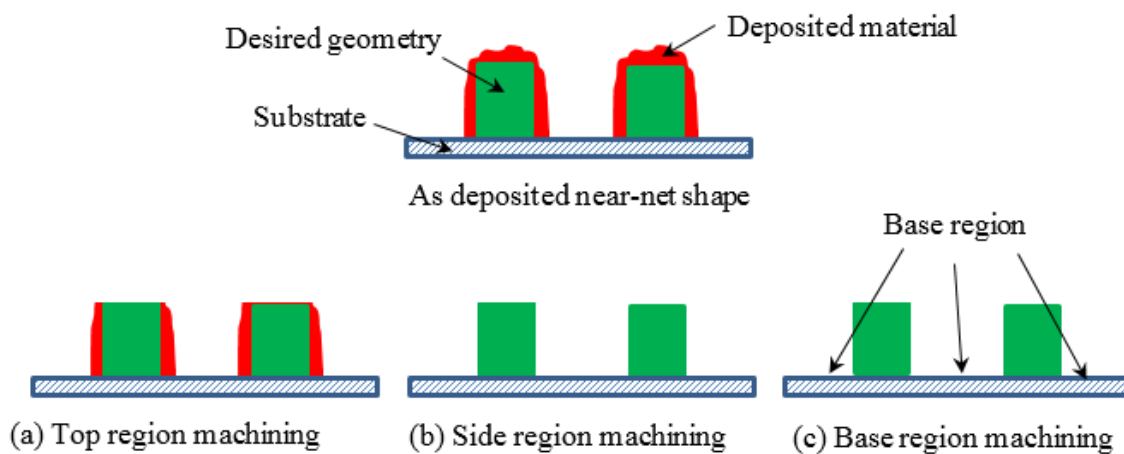 Desired geometry
Deposited material
Substrate
As deposited near-net shape
Base region
(a) Top region machining
(b) Side region machining
(c) Base region machining